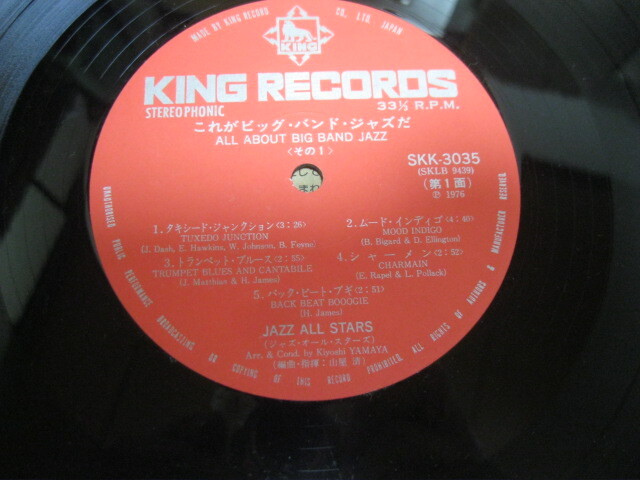 MADE BY KING RECORD CO., LTD. JAPAN
KING
KING RECORDS
STEREOPHONIC
33⅓ R.P.M.
これがビッグ・バンド・ジャズだ
ALL ABOUT BIG BAND JAZZ
〈その1〉
SKK-3035
(SKLB 9439)
(第1面)
Ⓟ 1976
1. タキシード・ジャンクション(3:26)
TUXEDO JUNCTION
(J. Dash, E. Hawkins, W. Johnson, B. Feyne)
2. ムード・インディゴ(4:40)
MOOD INDIGO
(B. Bigard & D. Ellington)
3. トランペット・ブルース(2:55)
TRUMPET BLUES AND CANTABILE
(J. Matthias & H. James)
4. シャーメン(2:52)
CHARMAIN
(E. Rapel & L. Pollack)
5. バック・ビート・ブギ(2:51)
BACK BEAT BOOOGIE
(H. James)
JAZZ ALL STARS
(ジャズ・オール・スターズ)
Arr. & Cond. by Kiyoshi YAMAYA
(編曲・指揮:山屋 清)
UNAUTHORIZED PUBLIC PERFORMANCE BROADCASTING OR COPYING OF THIS RECORD PROHIBITED. ALL RIGHTS OF AUTHORS & MANUFACTURER RESERVED